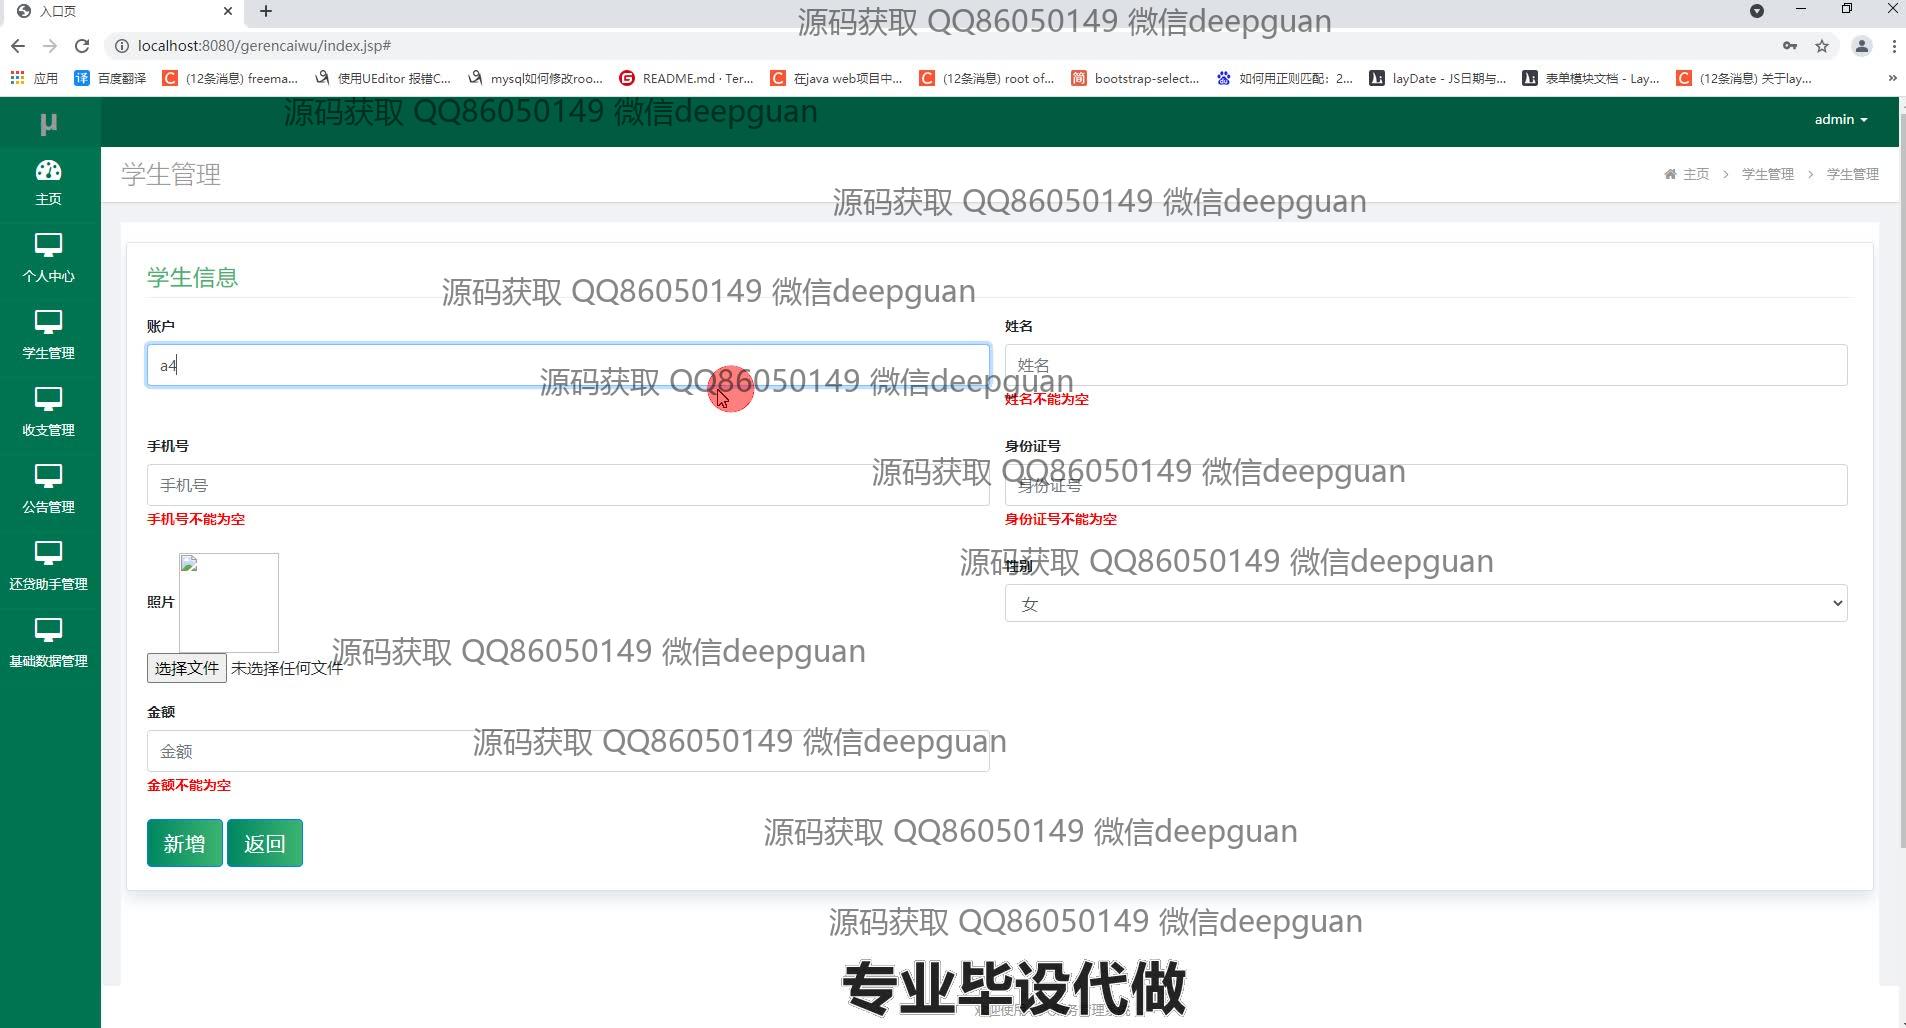 入口页
源码获取 QQ86050149 微信deepguan
localhost:8080/gerencaiwu/index.jsp#
应用
百度翻译
(12条消息) freema...
使用UEditor 报错C...
mysql如何修改roo...
README.md · Ter...
在java web项目中...
(12条消息) root of...
bootstrap-select...
如何用正则匹配：2...
layDate - JS日期与...
表单模块文档 - Lay...
(12条消息) 关于lay...
µ
源码获取 QQ86050149 微信deepguan
admin
主页
学生管理
主页 > 学生管理 > 学生管理
源码获取 QQ86050149 微信deepguan
个人中心
学生信息
源码获取 QQ86050149 微信deepguan
账户
姓名
学生管理
a4
姓名
源码获取 QQ86050149 微信deepguan
姓名不能为空
收支管理
手机号
身份证号
源码获取 QQ86050149 微信deepguan
手机号
身份证号
公告管理
手机号不能为空
身份证号不能为空
源码获取 QQ86050149 微信deepguan
性别
还贷助手管理
照片
女
源码获取 QQ86050149 微信deepguan
基础数据管理
选择文件 未选择任何文件
金额
源码获取 QQ86050149 微信deepguan
金额
金额不能为空
源码获取 QQ86050149 微信deepguan
新增
返回
源码获取 QQ86050149 微信deepguan
专业毕设代做